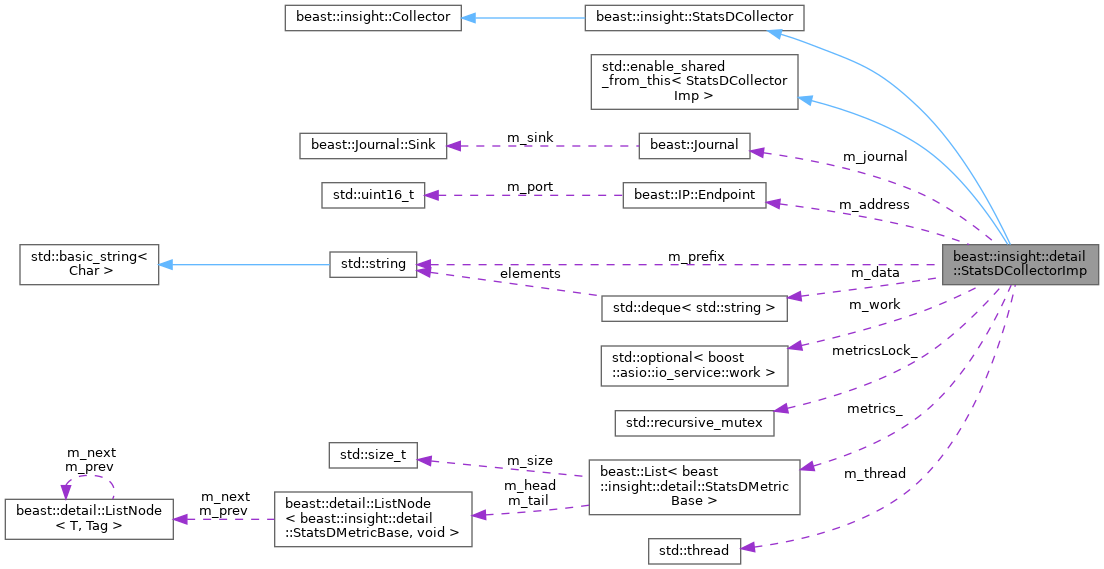 beast::insight::Collector
beast::insight::StatsDCollector
std::enable_shared
_from_this< StatsDCollector
Imp >
beast::Journal::Sink
m_sink
beast::Journal
m_journal
std::uint16_t
m_port
beast::IP::Endpoint
m_address
std::basic_string<
Char >
std::string
m_prefix
beast::insight::detail
::StatsDCollectorImp
elements
m_data
std::deque< std::string >
m_work
std::optional< boost
::asio::io_service::work >
metricsLock_
std::recursive_mutex
metrics_
std::size_t
m_size
beast::List< beast
::insight::detail::StatsDMetric
Base >
m_thread
m_next
m_prev
m_head
m_tail
beast::detail::ListNode
< T, Tag >
m_next
m_prev
beast::detail::ListNode
< beast::insight::detail
::StatsDMetricBase, void >
std::thread